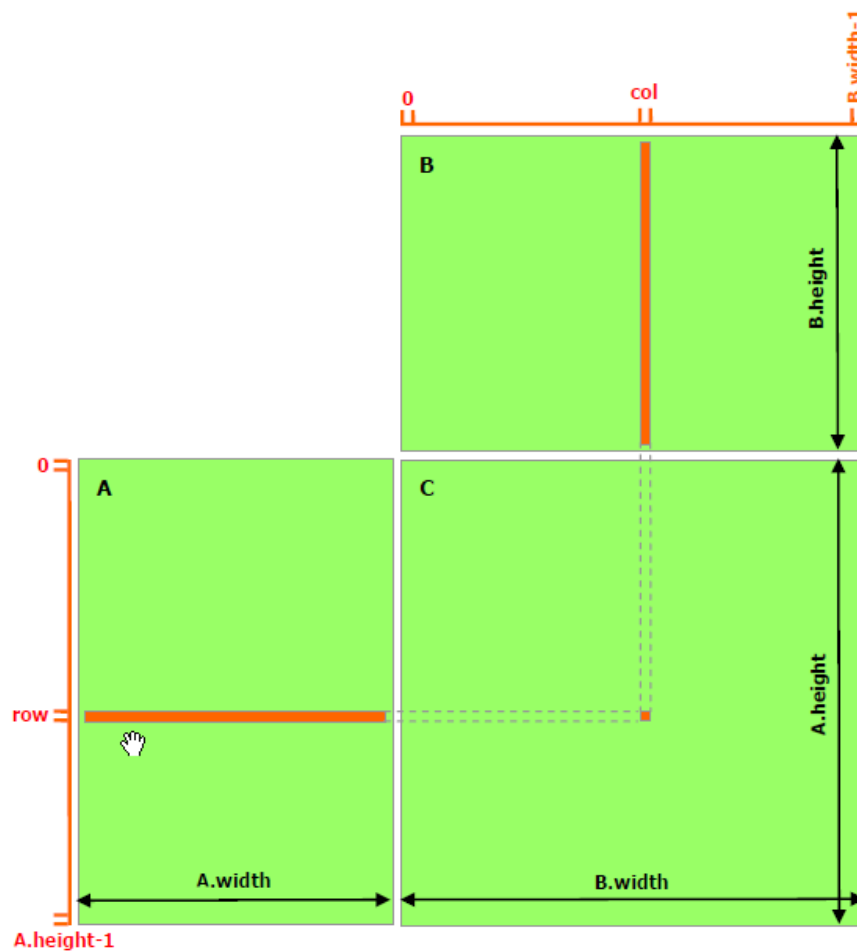 B.width-1
0
col
B
B.height
0
A
C
row
A.height
A.width
B.width
A.height-1